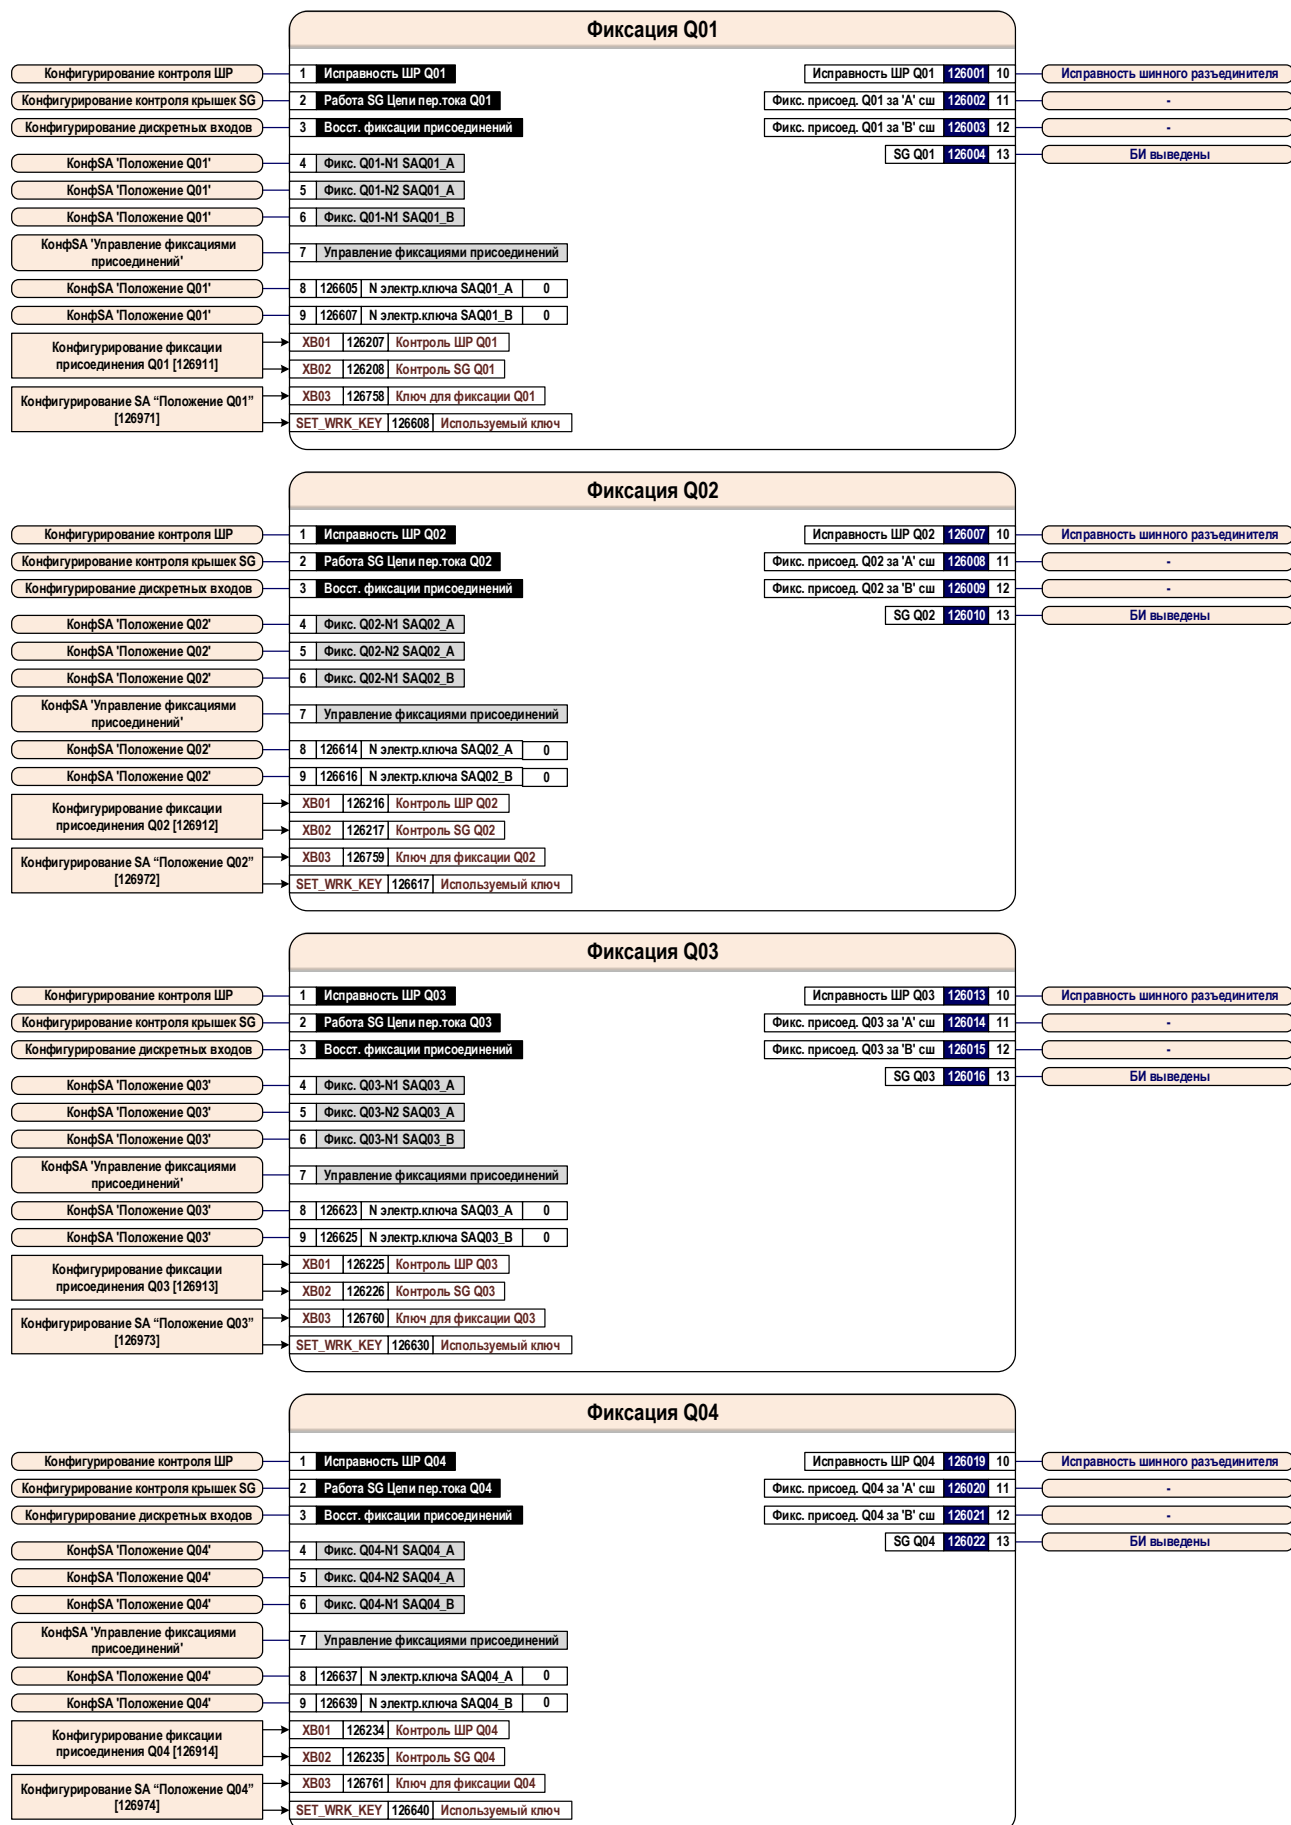 Фиксация Q01
Конфигурирование контроля ШР 1 Исправность ШР Q01 Исправность ШР Q01 126001 10 Исправность шинного разъединителя
Конфигурирование контроля крышек SG 2 Работа SG Цепи пер.тока Q01 Фикс. присоед. Q01 за 'А' сш 126002 11 -
Конфигурирование дискретных входов 3 Восст. фиксации присоединений Фикс. присоед. Q01 за 'В' сш 126003 12 -
SG Q01 126004 13 БИ выведены
КонфSA 'Положение Q01' 4 Фикс. Q01-N1 SAQ01_A
КонфSA 'Положение Q01' 5 Фикс. Q01-N2 SAQ01_A
КонфSA 'Положение Q01' 6 Фикс. Q01-N1 SAQ01_B
КонфSA 'Управление фиксациями
присоединений' 7 Управление фиксациями присоединений
КонфSA 'Положение Q01' 8 126605 N электр.ключа SAQ01_A 0
КонфSA 'Положение Q01' 9 126607 N электр.ключа SAQ01_B 0
Конфигурирование фиксации
присоединения Q01 [126911]
XB01 126207 Контроль ШР Q01
XB02 126208 Контроль SG Q01
Конфигурирование SA “Положение Q01”
[126971]
XB03 126758 Ключ для фиксации Q01
SET_WRK_KEY 126608 Используемый ключ
Фиксация Q02
Конфигурирование контроля ШР 1 Исправность ШР Q02 Исправность ШР Q02 126007 10 Исправность шинного разъединителя
Конфигурирование контроля крышек SG 2 Работа SG Цепи пер.тока Q02 Фикс. присоед. Q02 за 'А' сш 126008 11 -
Конфигурирование дискретных входов 3 Восст. фиксации присоединений Фикс. присоед. Q02 за 'В' сш 126009 12 -
SG Q02 126010 13 БИ выведены
КонфSA 'Положение Q02' 4 Фикс. Q02-N1 SAQ02_A
КонфSA 'Положение Q02' 5 Фикс. Q02-N2 SAQ02_A
КонфSA 'Положение Q02' 6 Фикс. Q02-N1 SAQ02_B
КонфSA 'Управление фиксациями
присоединений' 7 Управление фиксациями присоединений
КонфSA 'Положение Q02' 8 126614 N электр.ключа SAQ02_A 0
КонфSA 'Положение Q02' 9 126616 N электр.ключа SAQ02_B 0
Конфигурирование фиксации
присоединения Q02 [126912]
XB01 126216 Контроль ШР Q02
XB02 126217 Контроль SG Q02
Конфигурирование SA “Положение Q02”
[126972]
XB03 126759 Ключ для фиксации Q02
SET_WRK_KEY 126617 Используемый ключ
Фиксация Q03
Конфигурирование контроля ШР 1 Исправность ШР Q03 Исправность ШР Q03 126013 10 Исправность шинного разъединителя
Конфигурирование контроля крышек SG 2 Работа SG Цепи пер.тока Q03 Фикс. присоед. Q03 за 'А' сш 126014 11 -
Конфигурирование дискретных входов 3 Восст. фиксации присоединений Фикс. присоед. Q03 за 'В' сш 126015 12 -
SG Q03 126016 13 БИ выведены
КонфSA 'Положение Q03' 4 Фикс. Q03-N1 SAQ03_A
КонфSA 'Положение Q03' 5 Фикс. Q03-N2 SAQ03_A
КонфSA 'Положение Q03' 6 Фикс. Q03-N1 SAQ03_B
КонфSA 'Управление фиксациями
присоединений' 7 Управление фиксациями присоединений
КонфSA 'Положение Q03' 8 126623 N электр.ключа SAQ03_A 0
КонфSA 'Положение Q03' 9 126625 N электр.ключа SAQ03_B 0
Конфигурирование фиксации
присоединения Q03 [126913]
XB01 126225 Контроль ШР Q03
XB02 126226 Контроль SG Q03
Конфигурирование SA “Положение Q03”
[126973]
XB03 126760 Ключ для фиксации Q03
SET_WRK_KEY 126630 Используемый ключ
Фиксация Q04
Конфигурирование контроля ШР 1 Исправность ШР Q04 Исправность ШР Q04 126019 10 Исправность шинного разъединителя
Конфигурирование контроля крышек SG 2 Работа SG Цепи пер.тока Q04 Фикс. присоед. Q04 за 'А' сш 126020 11 -
Конфигурирование дискретных входов 3 Восст. фиксации присоединений Фикс. присоед. Q04 за 'В' сш 126021 12 -
SG Q04 126022 13 БИ выведены
КонфSA 'Положение Q04' 4 Фикс. Q04-N1 SAQ04_A
КонфSA 'Положение Q04' 5 Фикс. Q04-N2 SAQ04_A
КонфSA 'Положение Q04' 6 Фикс. Q04-N1 SAQ04_B
КонфSA 'Управление фиксациями
присоединений' 7 Управление фиксациями присоединений
КонфSA 'Положение Q04' 8 126637 N электр.ключа SAQ04_A 0
КонфSA 'Положение Q04' 9 126639 N электр.ключа SAQ04_B 0
Конфигурирование фиксации
присоединения Q04 [126914]
XB01 126234 Контроль ШР Q04
XB02 126235 Контроль SG Q04
Конфигурирование SA “Положение Q04”
[126974]
XB03 126761 Ключ для фиксации Q04
SET_WRK_KEY 126640 Используемый ключ